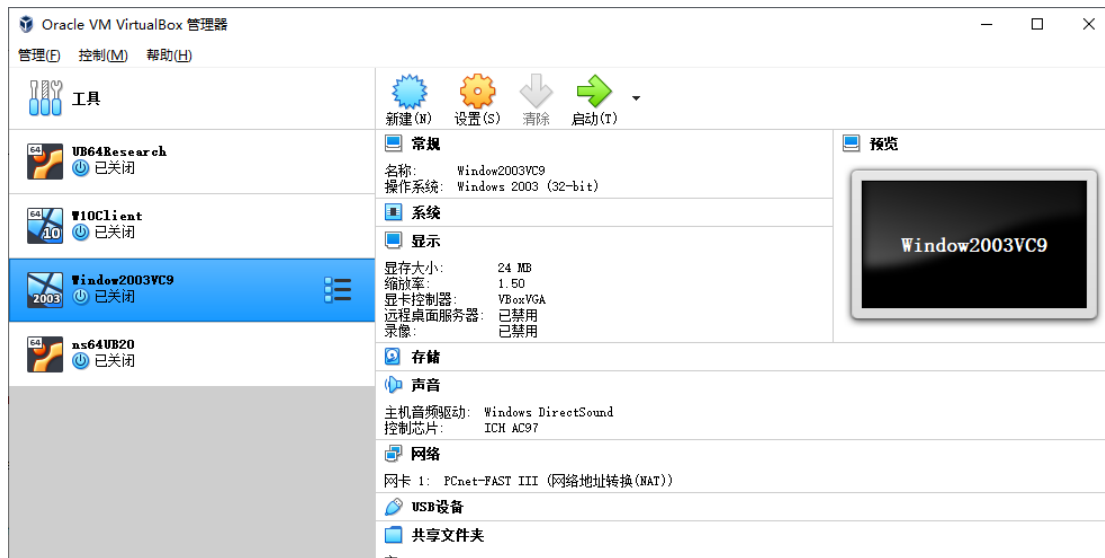 Oracle VM VirtualBox 管理器
管理(F) 控制(M) 帮助(H)
工具
新建(N) 设置(S) 清除 启动(T)
64
UB64Research
已关闭
64
10
W10Client
已关闭
2003
Window2003VC9
已关闭
64
ns64UB20
已关闭
常规
名称: Window2003VC9
操作系统: Windows 2003 (32-bit)
系统
显示
显存大小: 24 MB
缩放率: 1.50
显卡控制器: VBoxVGA
远程桌面服务器: 已禁用
录像: 已禁用
存储
声音
主机音频驱动: Windows DirectSound
控制芯片: ICH AC97
网络
网卡 1: PCnet-FAST III (网络地址转换(NAT))
USB设备
共享文件夹
预览
Window2003VC9